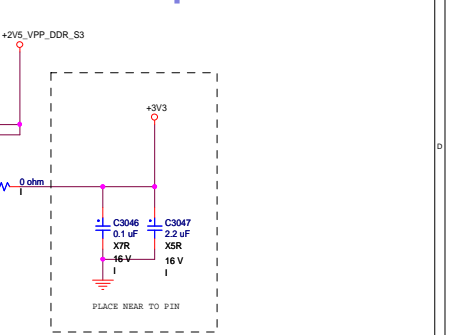 +2V5_VPP_DDR_S3
+3V3
D
0 ohm
I
C3046
0.1 uF
X7R
16 V
I
C3047
2.2 uF
X5R
16 V
I
PLACE NEAR TO PIN